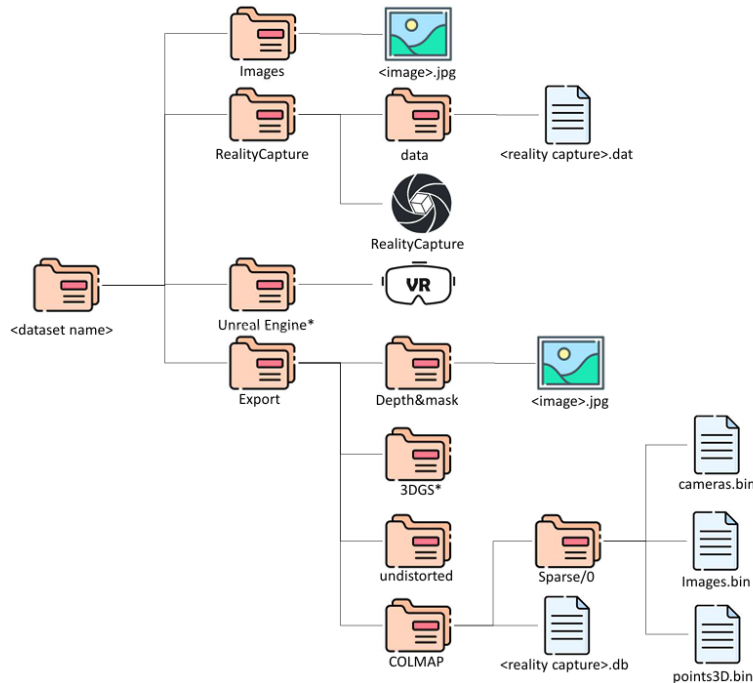 Images
<image>.jpg
RealityCapture
data
<reality capture>.dat
RealityCapture
<dataset name>
VR
Unreal Engine*
Export
Depth&mask
<image>.jpg
3DGS*
cameras.bin
undistorted
Sparse/0
Images.bin
COLMAP
<reality capture>.db
points3D.bin